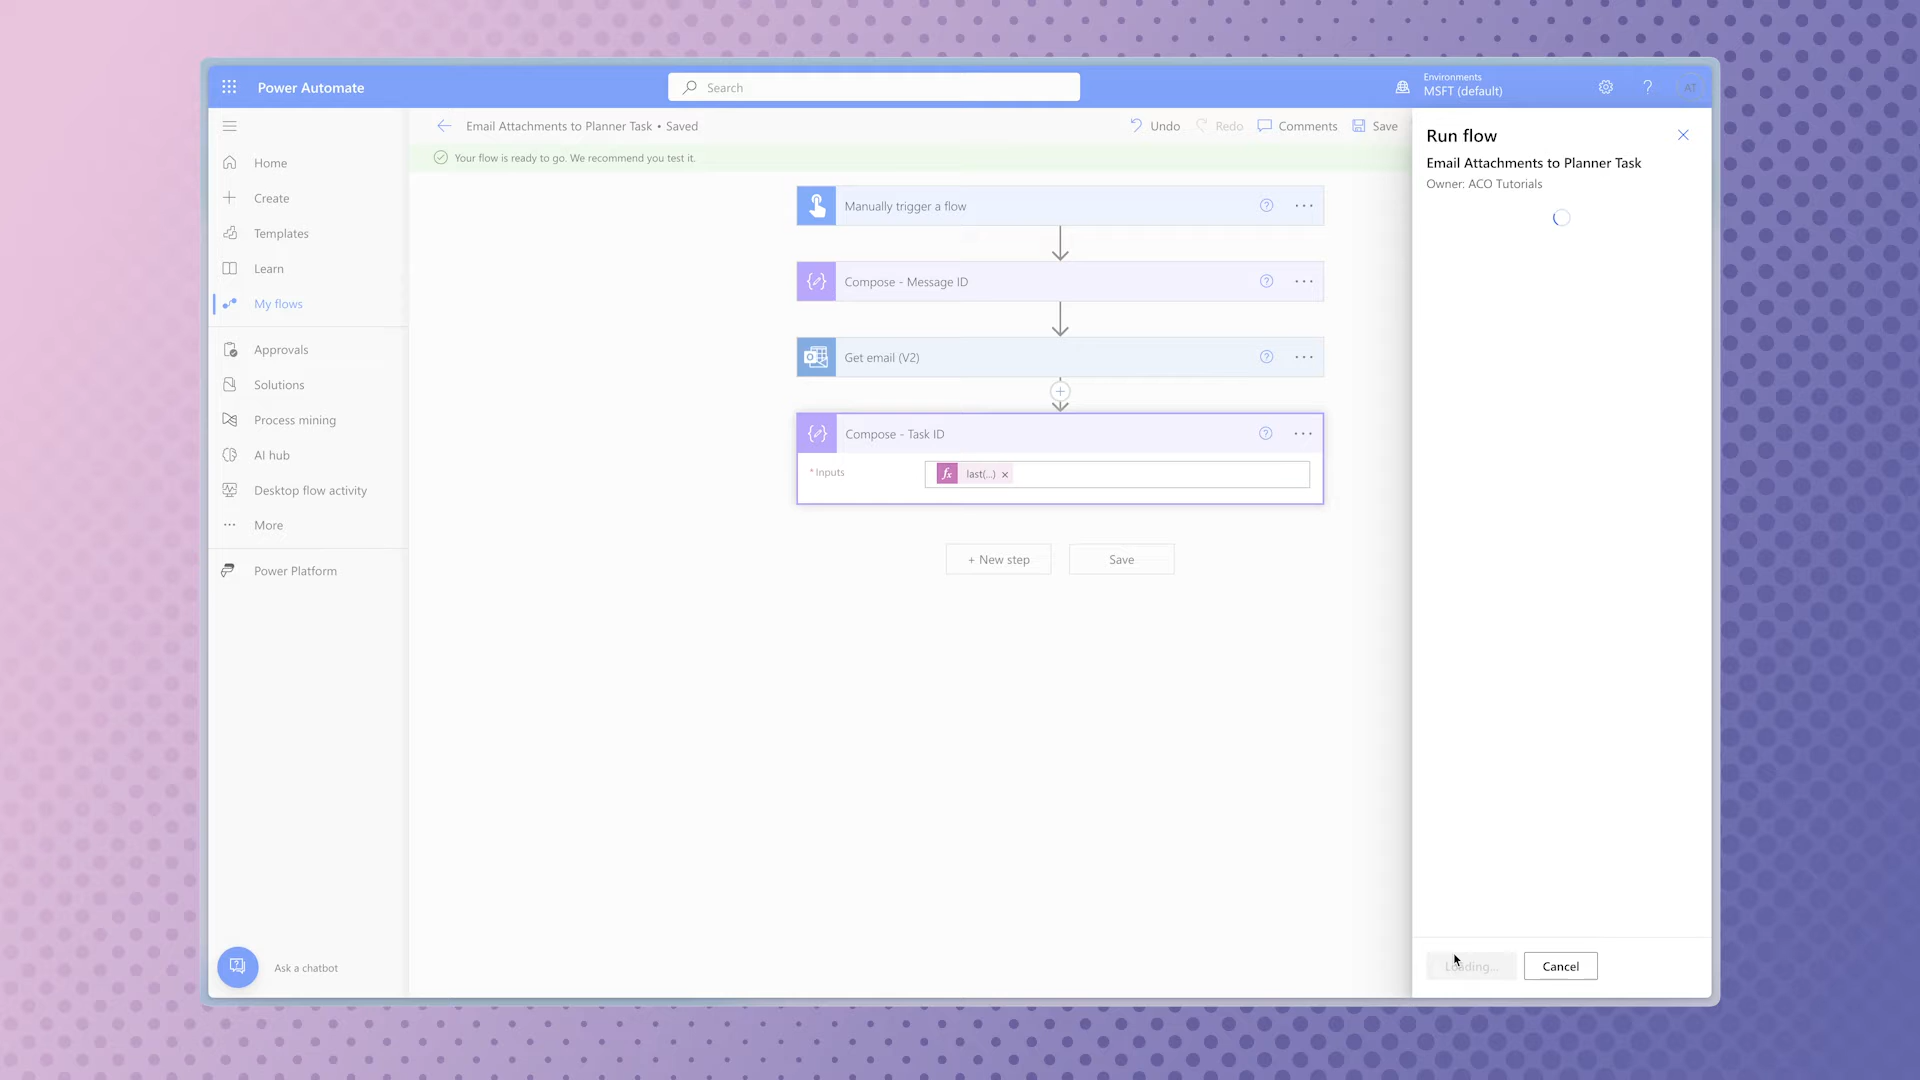 Power Automate
Search
Environments
MSFT (default)
AT
Email Attachments to Planner Task • Saved
Undo
Redo
Comments
Save
Your flow is ready to go. We recommend you test it.
Home
Create
Templates
Learn
My flows
Approvals
Solutions
Process mining
AI hub
Desktop flow activity
More
Power Platform
Ask a chatbot
Manually trigger a flow
Compose - Message ID
Get email (V2)
Compose - Task ID
* Inputs
fx last(...) ×
+ New step
Save
Run flow
Email Attachments to Planner Task
Owner: ACO Tutorials
Loading...
Cancel